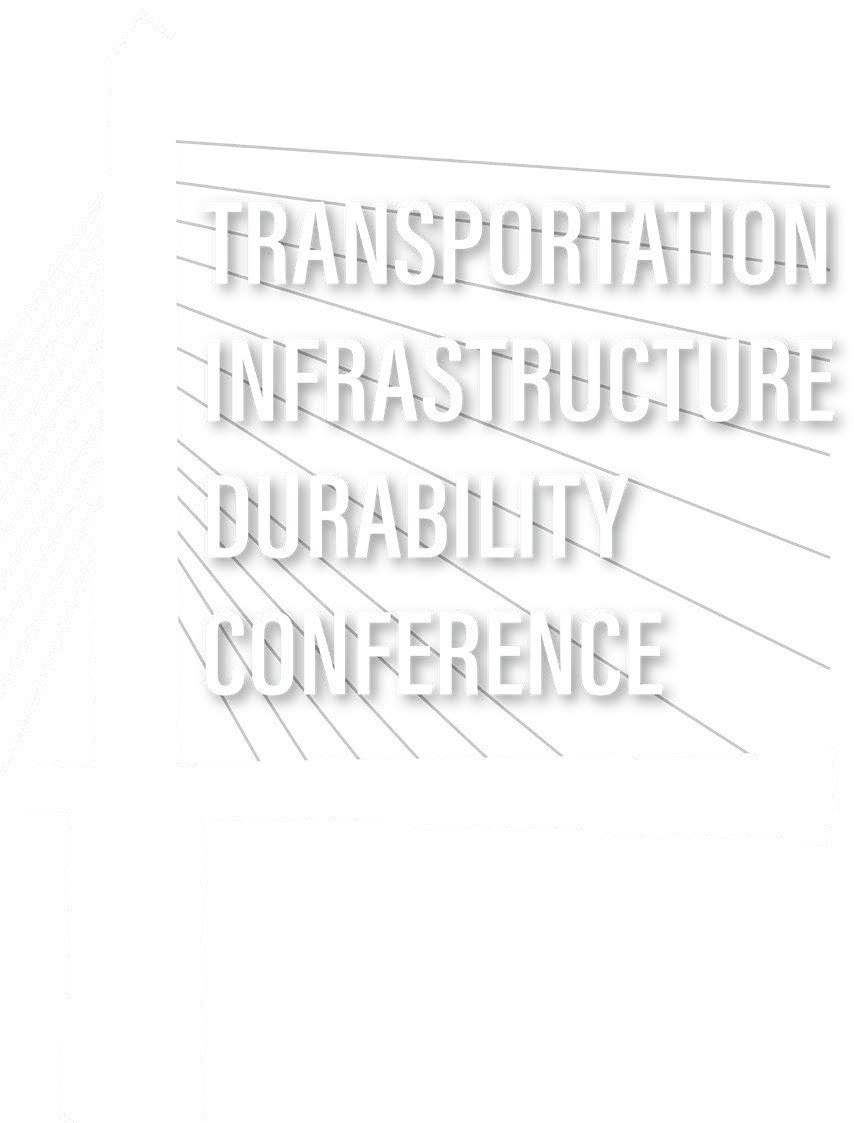 TRANSPORTATION
INFRASTRUCTURE
DURABILITY
CONFERENCE